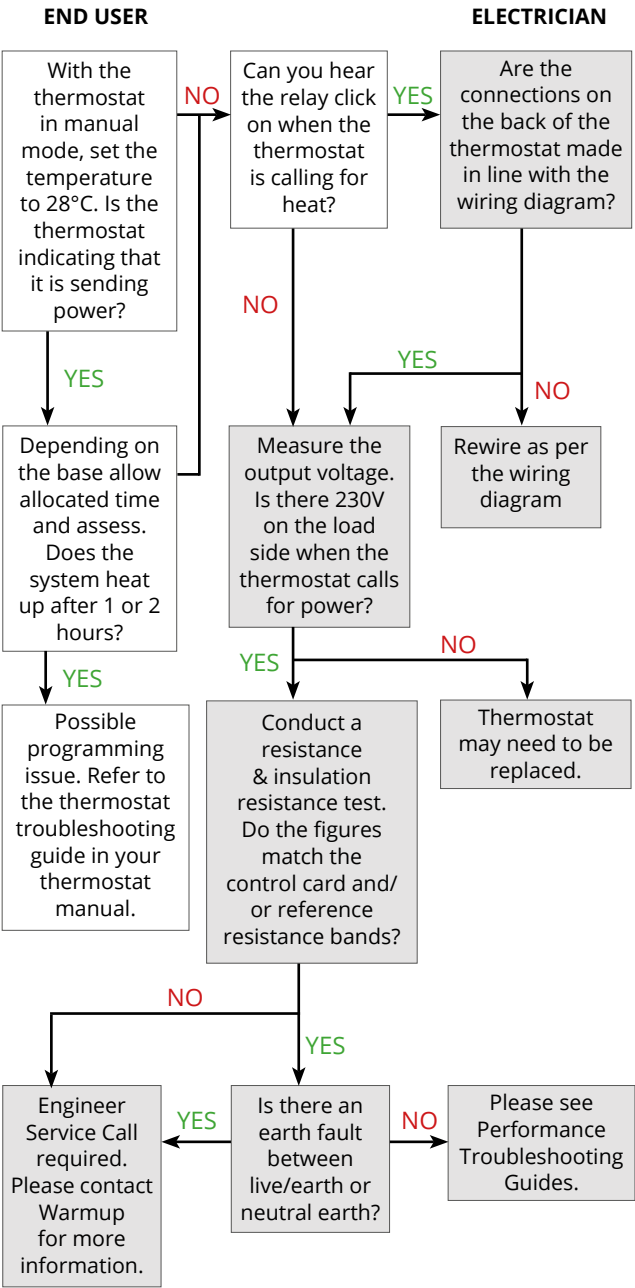 END USER
ELECTRICIAN
With the
thermostat
in manual
mode, set the
temperature
to 28°C. Is the
thermostat
indicating that
it is sending
power?
NO
Can you hear
the relay click
on when the
thermostat
is calling for
heat?
YES
Are the
connections on
the back of the
thermostat made
in line with the
wiring diagram?
NO
YES
YES
NO
Depending on
the base allow
allocated time
and assess.
Does the
system heat
up after 1 or 2
hours?
Measure the
output voltage.
Is there 230V
on the load
side when the
thermostat calls
for power?
Rewire as per
the wiring
diagram
YES
YES
NO
Possible
programming
issue. Refer to
the thermostat
troubleshooting
guide in your
thermostat
manual.
Conduct a
resistance
& insulation
resistance test.
Do the figures
match the
control card and/
or reference
resistance bands?
Thermostat
may need to be
replaced.
NO
YES
Engineer
Service Call
required.
Please contact
Warmup
for more
information.
YES
Is there an
earth fault
between
live/earth or
neutral earth?
NO
Please see
Performance
Troubleshooting
Guides.